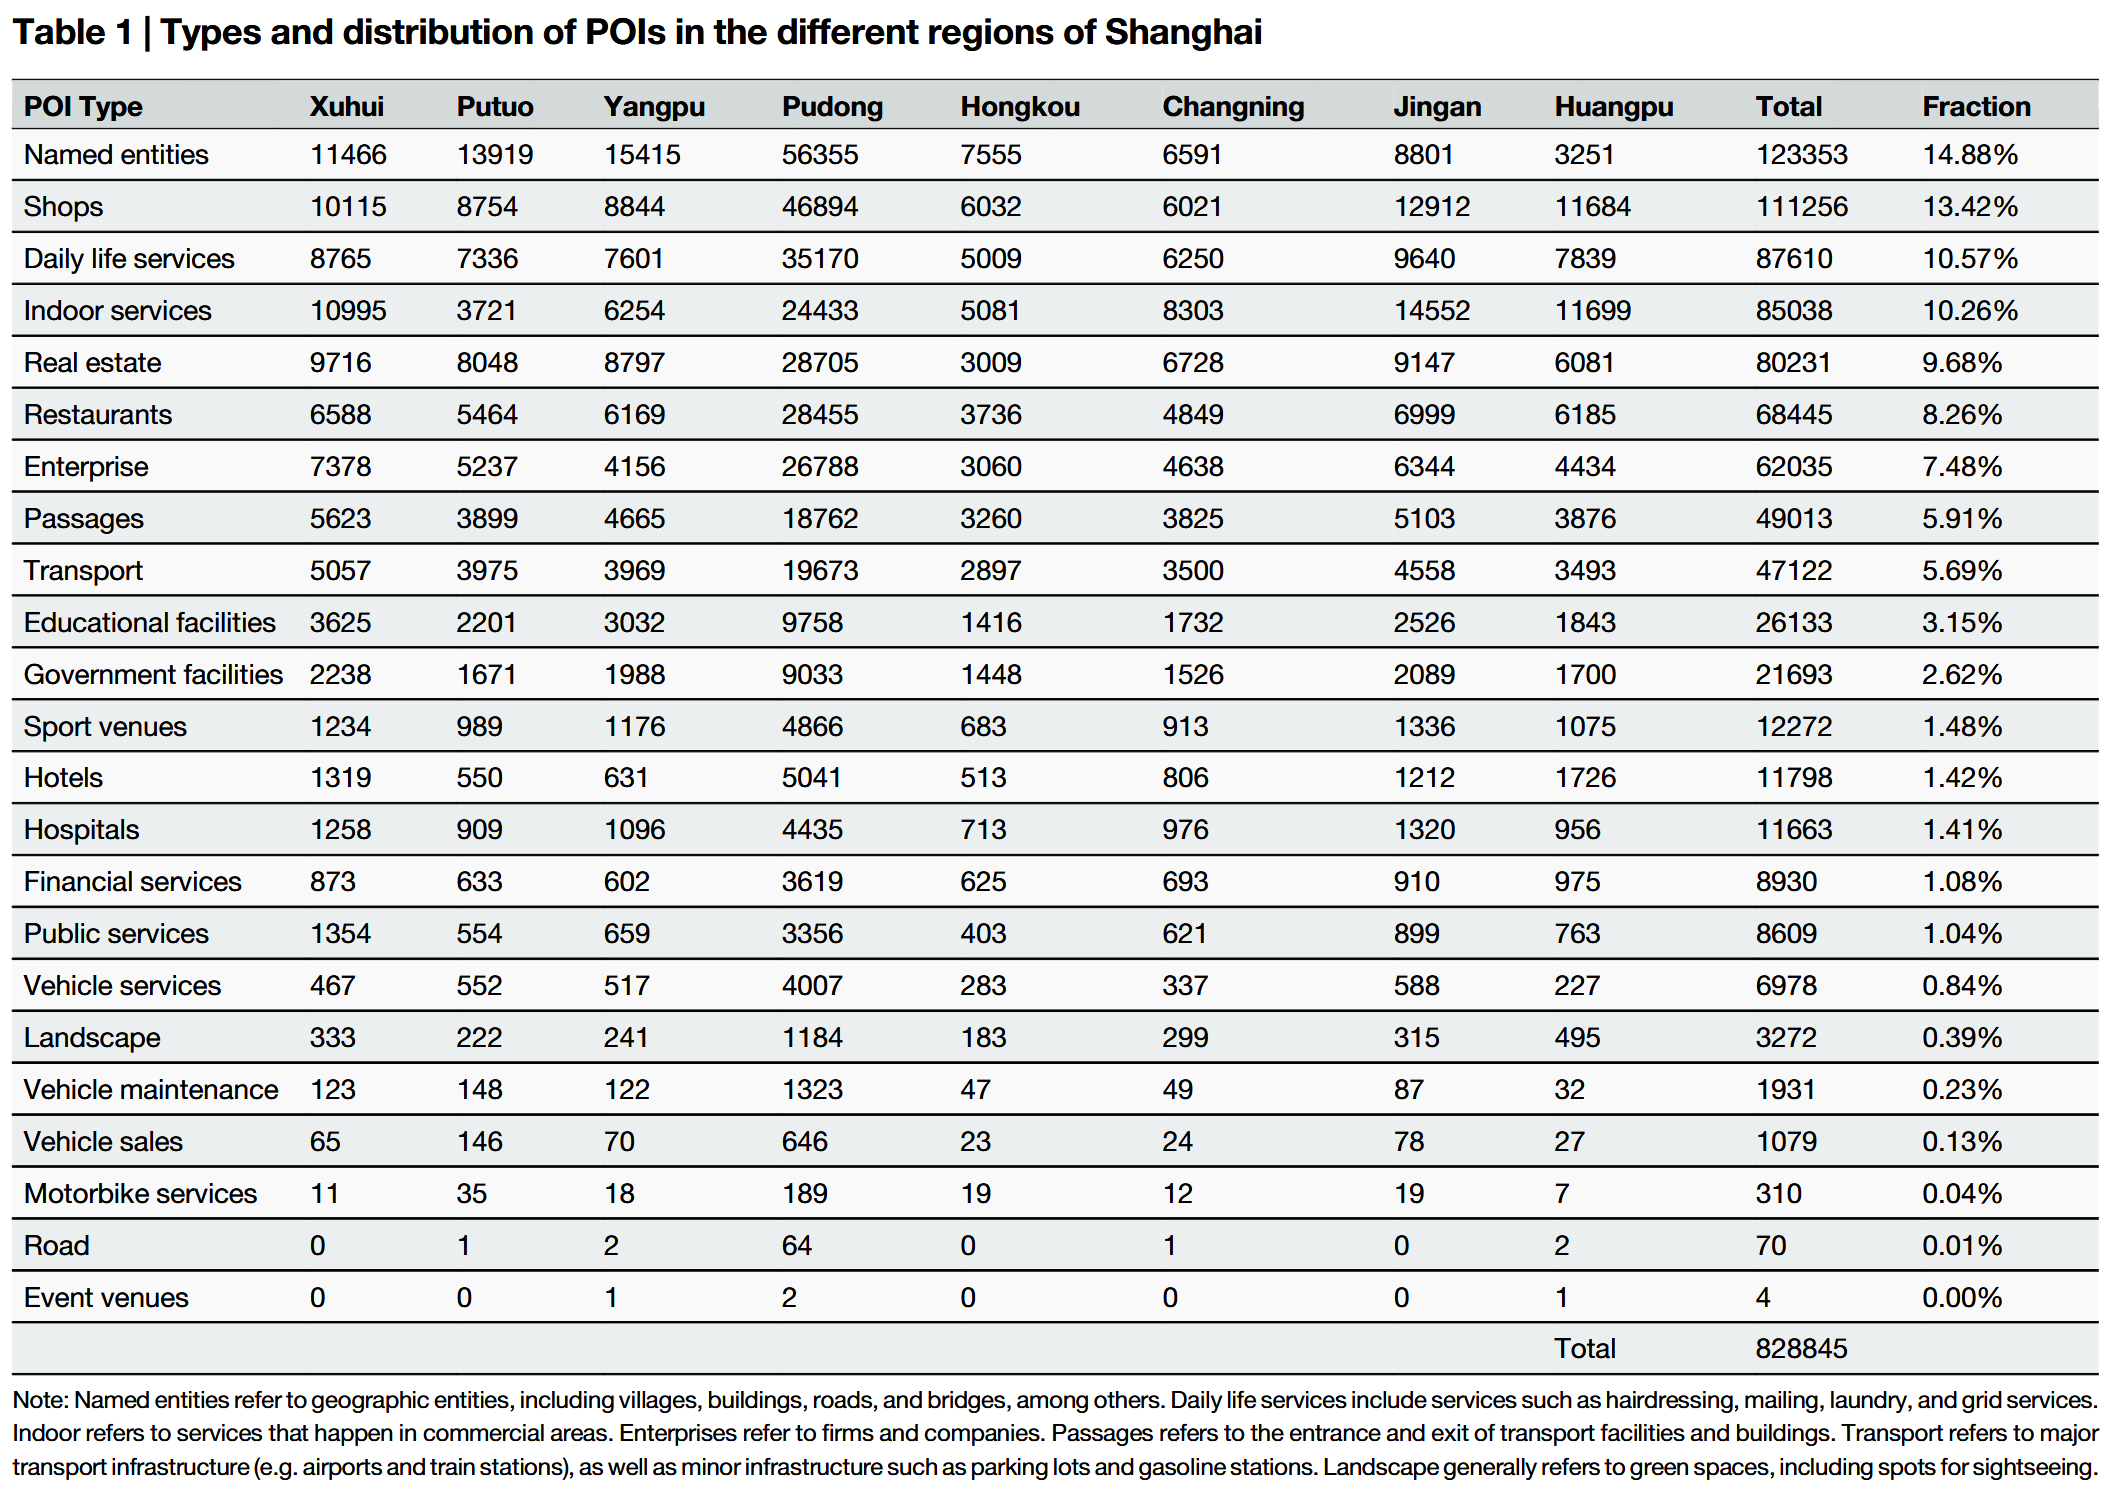 Table 1 | Types and distribution of POIs in the different regions of Shanghai
POI Type Xuhui Putuo Yangpu Pudong Hongkou Changning Jingan Huangpu Total Fraction
Named entities 11466 13919 15415 56355 7555 6591 8801 3251 123353 14.88%
Shops 10115 8754 8844 46894 6032 6021 12912 11684 111256 13.42%
Daily life services 8765 7336 7601 35170 5009 6250 9640 7839 87610 10.57%
Indoor services 10995 3721 6254 24433 5081 8303 14552 11699 85038 10.26%
Real estate 9716 8048 8797 28705 3009 6728 9147 6081 80231 9.68%
Restaurants 6588 5464 6169 28455 3736 4849 6999 6185 68445 8.26%
Enterprise 7378 5237 4156 26788 3060 4638 6344 4434 62035 7.48%
Passages 5623 3899 4665 18762 3260 3825 5103 3876 49013 5.91%
Transport 5057 3975 3969 19673 2897 3500 4558 3493 47122 5.69%
Educational facilities 3625 2201 3032 9758 1416 1732 2526 1843 26133 3.15%
Government facilities 2238 1671 1988 9033 1448 1526 2089 1700 21693 2.62%
Sport venues 1234 989 1176 4866 683 913 1336 1075 12272 1.48%
Hotels 1319 550 631 5041 513 806 1212 1726 11798 1.42%
Hospitals 1258 909 1096 4435 713 976 1320 956 11663 1.41%
Financial services 873 633 602 3619 625 693 910 975 8930 1.08%
Public services 1354 554 659 3356 403 621 899 763 8609 1.04%
Vehicle services 467 552 517 4007 283 337 588 227 6978 0.84%
Landscape 333 222 241 1184 183 299 315 495 3272 0.39%
Vehicle maintenance 123 148 122 1323 47 49 87 32 1931 0.23%
Vehicle sales 65 146 70 646 23 24 78 27 1079 0.13%
Motorbike services 11 35 18 189 19 12 19 7 310 0.04%
Road 0 1 2 64 0 1 0 2 70 0.01%
Event venues 0 0 1 2 0 0 0 1 4 0.00%
Total 828845
Note: Named entities refer to geographic entities, including villages, buildings, roads, and bridges, among others. Daily life services include services such as hairdressing, mailing, laundry, and grid services.
Indoor refers to services that happen in commercial areas. Enterprises refer to firms and companies. Passages refers to the entrance and exit of transport facilities and buildings. Transport refers to major
transport infrastructure (e.g. airports and train stations), as well as minor infrastructure such as parking lots and gasoline stations. Landscape generally refers to green spaces, including spots for sightseeing.